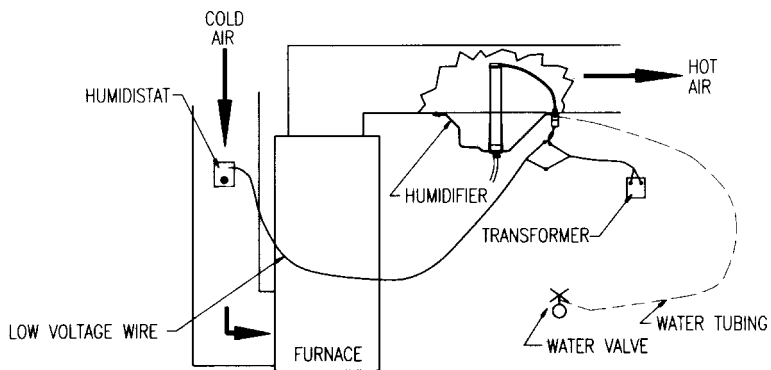 COLD
AIR
HOT
AIR
HUMIDISTAT
HUMIDIFIER
TRANSFORMER
LOW VOLTAGE WIRE
FURNACE
WATER VALVE
WATER TUBING